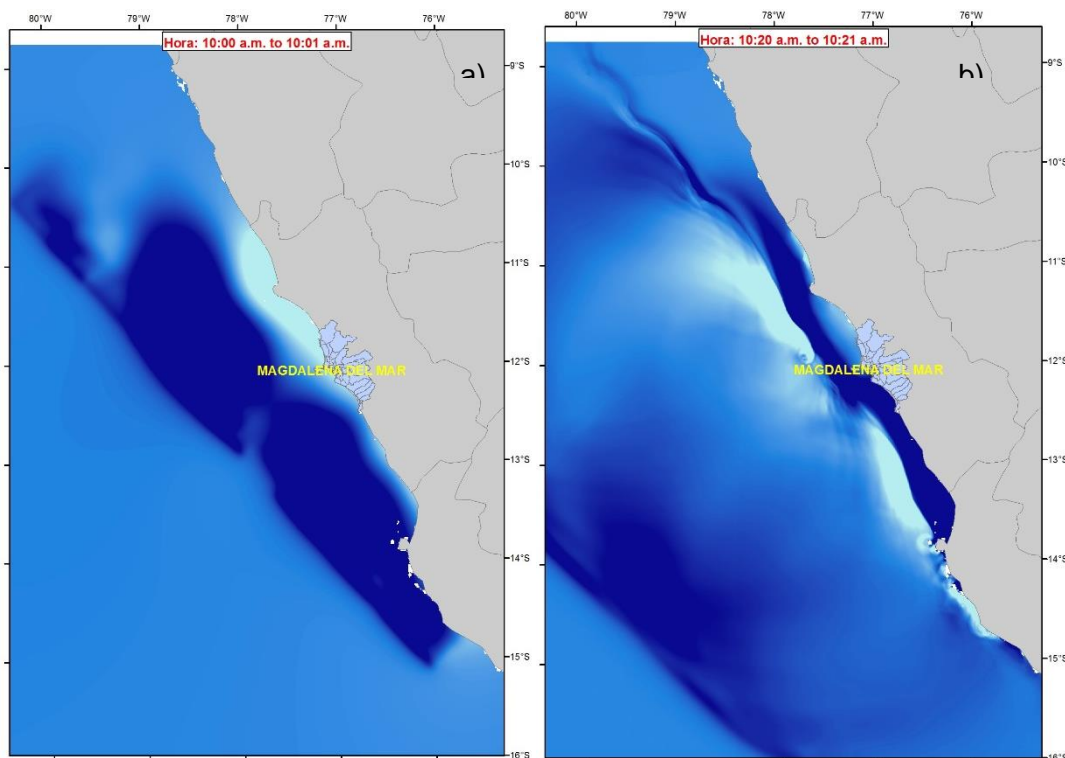 80°W 79°W 78°W 77°W 76°W
Hora: 10:00 a.m. to 10:01 a.m.
a)
9°S
10°S
11°S
12°S
MAGDALENA DEL MAR
13°S
14°S
15°S
16°S
80°W 79°W 78°W 77°W 76°W
Hora: 10:20 a.m. to 10:21 a.m.
b)
9°S
10°S
11°S
12°S
MAGDALENA DEL MAR
13°S
14°S
15°S
16°S